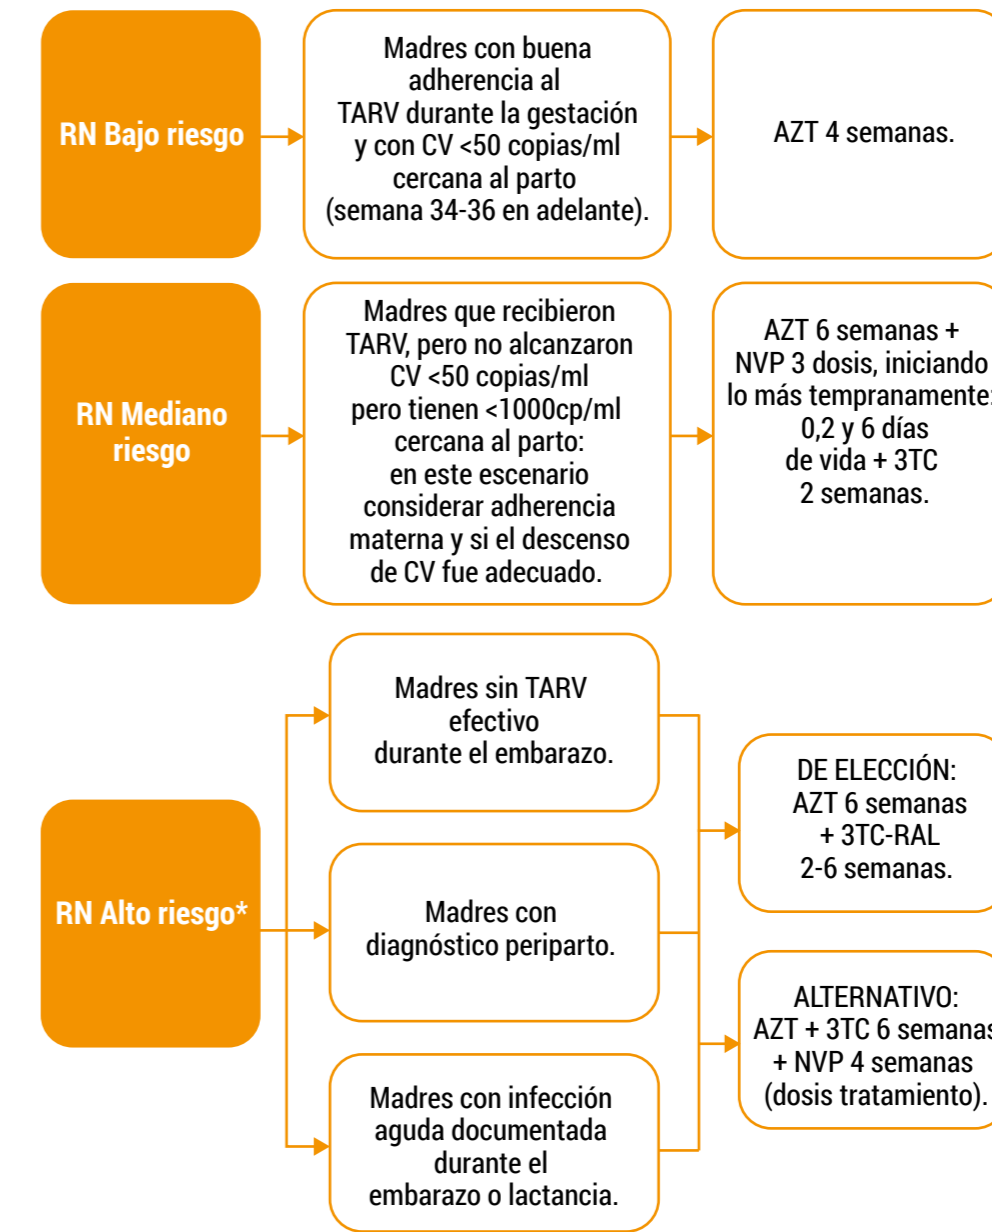 RN Bajo riesgo
Madres con buena
adherencia al
TARV durante la gestación
y con CV <50 copias/ml
cercana al parto
(semana 34-36 en adelante).
AZT 4 semanas.
RN Mediano
riesgo
Madres que recibieron
TARV, pero no alcanzaron
CV <50 copias/ml
pero tienen <1000cp/ml
cercana al parto:
en este escenario
considerar adherencia
materna y si el descenso
de CV fue adecuado.
AZT 6 semanas +
NVP 3 dosis, iniciando
lo más tempranamente:
0,2 y 6 días
de vida + 3TC
2 semanas.
RN Alto riesgo*
Madres sin TARV
efectivo
durante el embarazo.
Madres con
diagnóstico periparto.
Madres con infección
aguda documentada
durante el
embarazo o lactancia.
DE ELECCIÓN:
AZT 6 semanas
+ 3TC-RAL
2-6 semanas.
ALTERNATIVO:
AZT + 3TC 6 semanas
+ NVP 4 semanas
(dosis tratamiento).